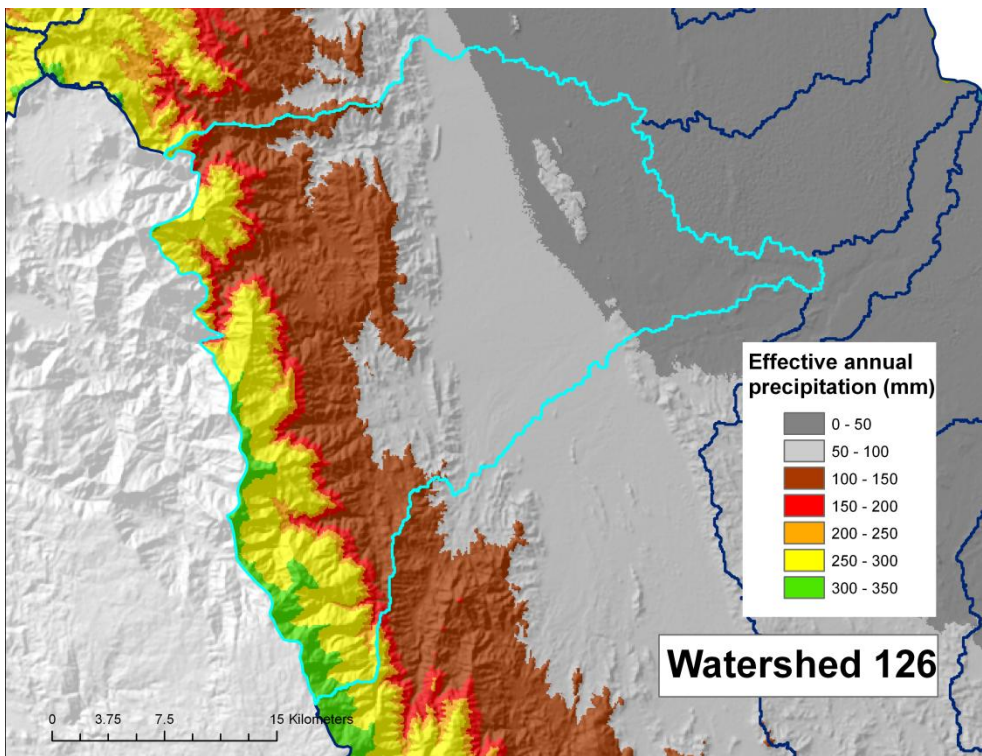 Effective annual
precipitation (mm)
0 - 50
50 - 100
100 - 150
150 - 200
200 - 250
250 - 300
300 - 350
Watershed 126
0 3.75 7.5 15 Kilometers